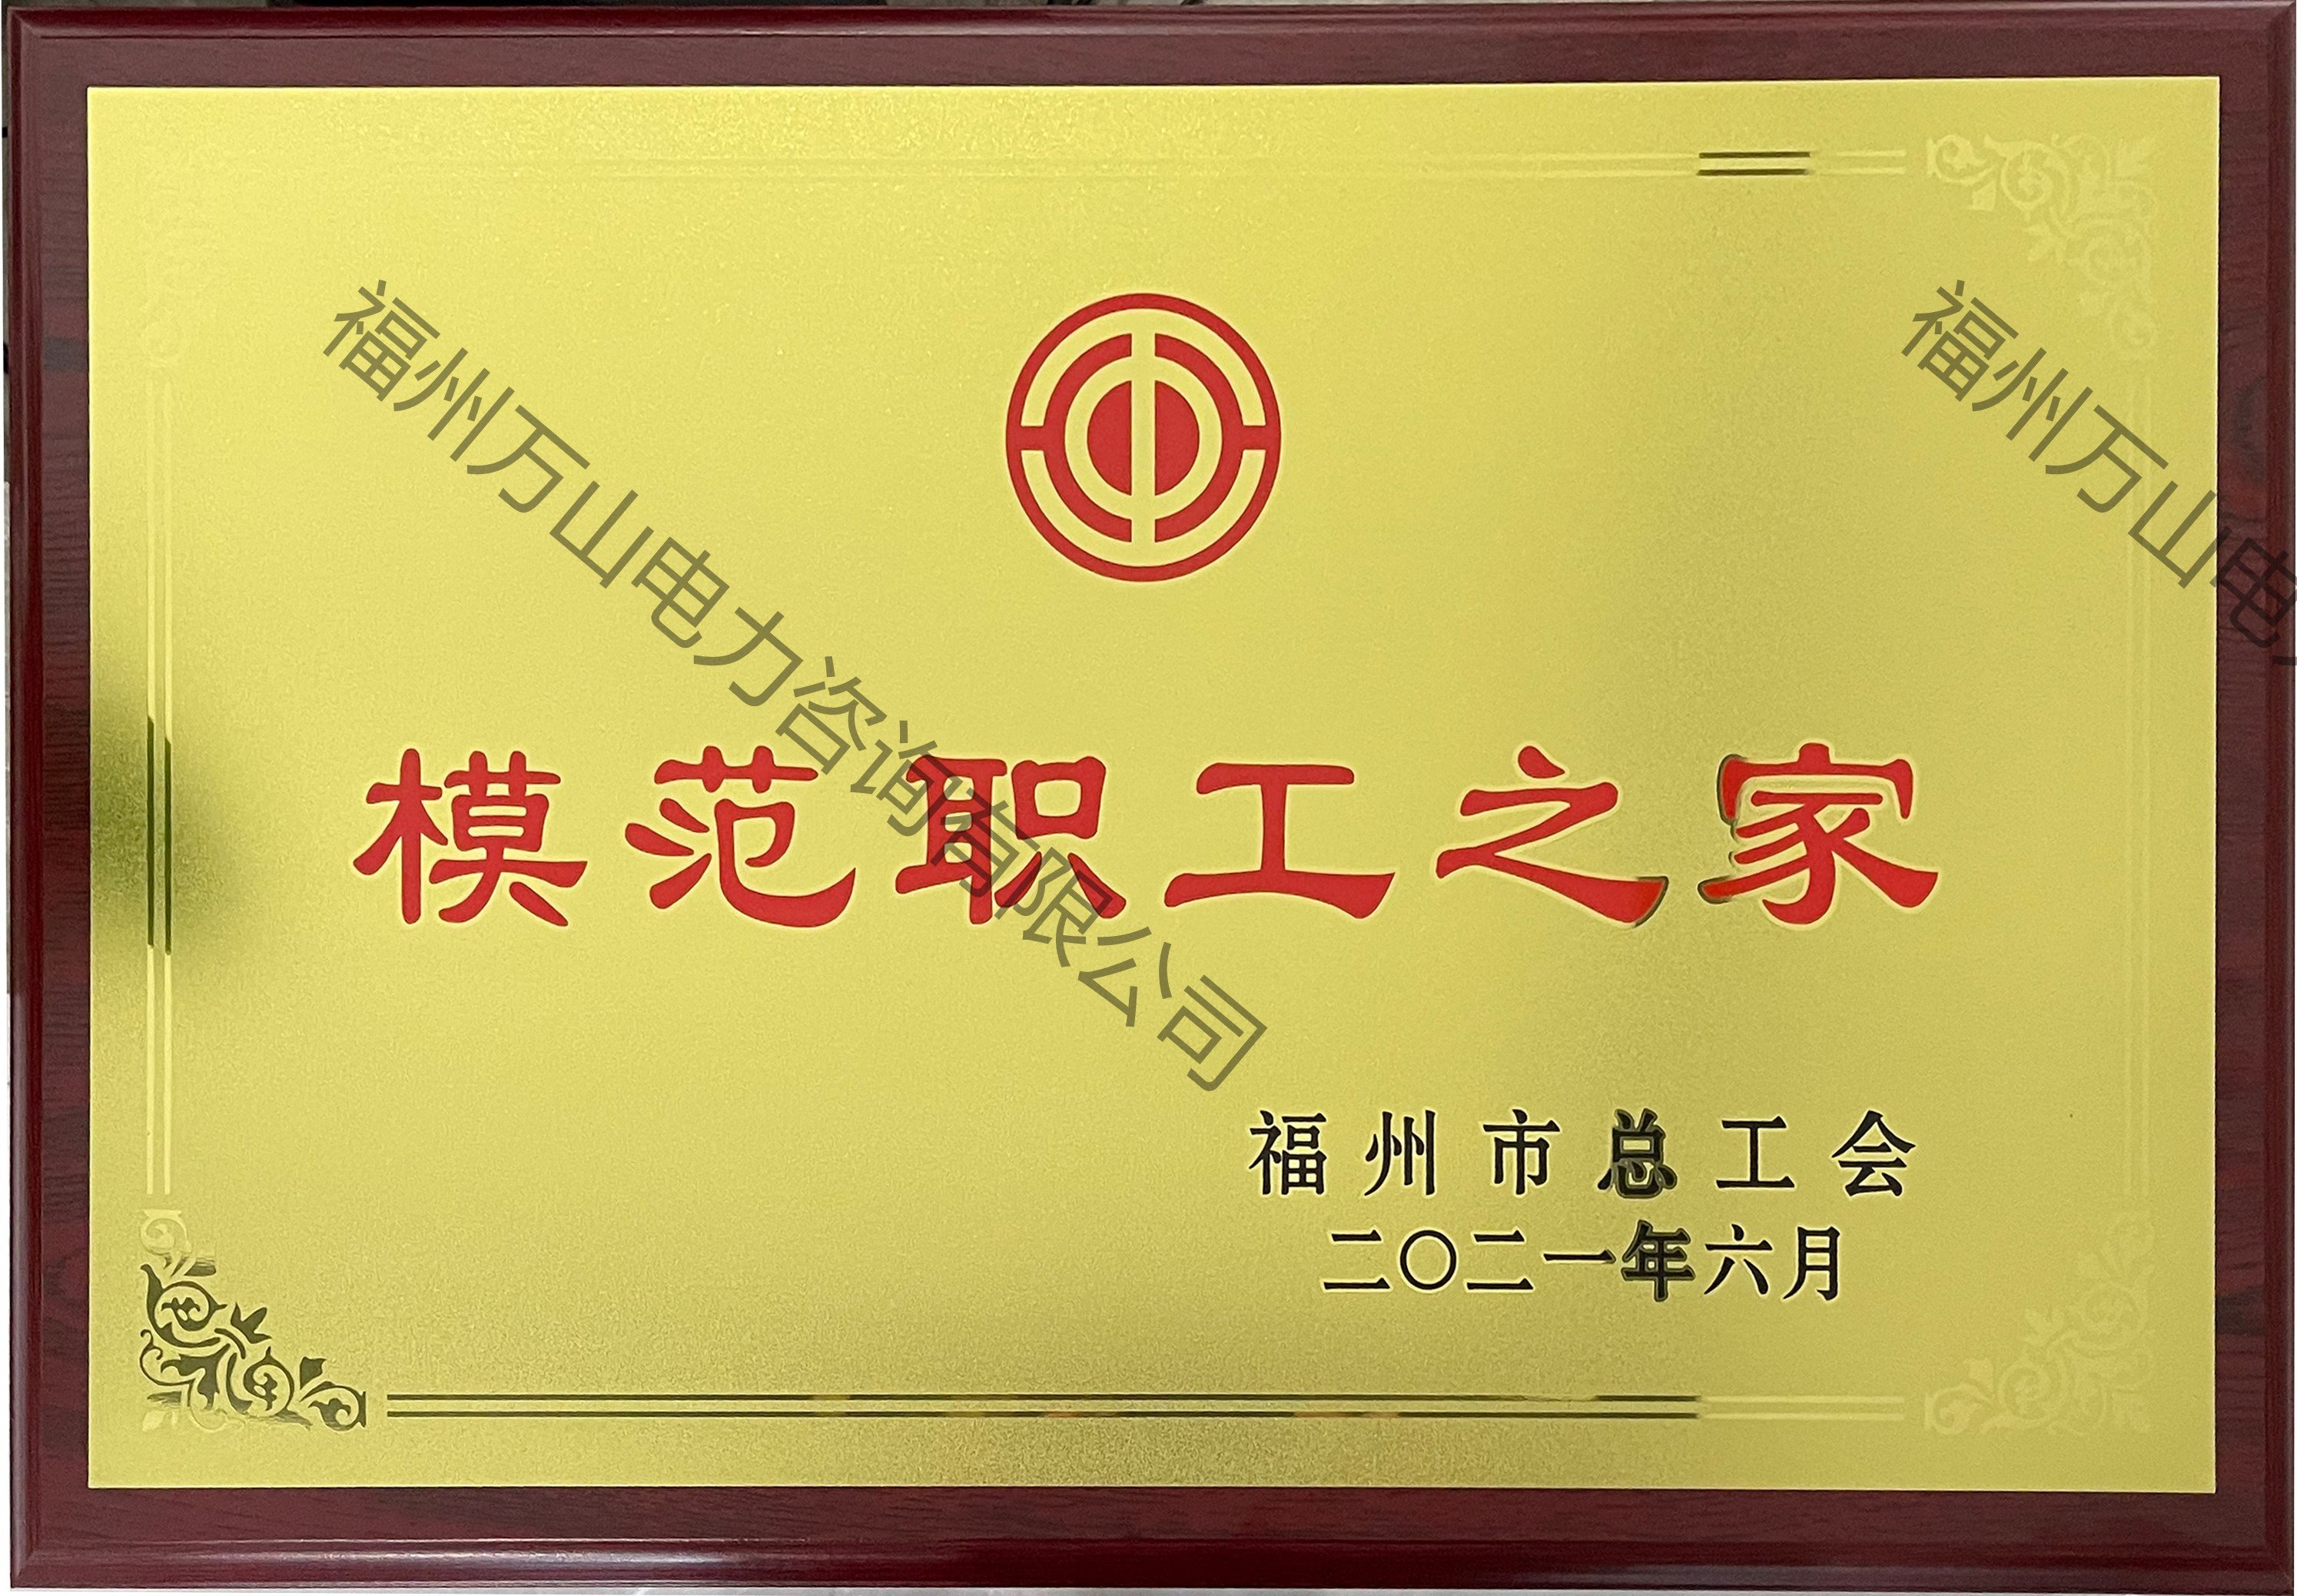 福州万山电力咨询有限公司
福州万山电力
模范职工之家
福州市总工会
二〇二一年六月